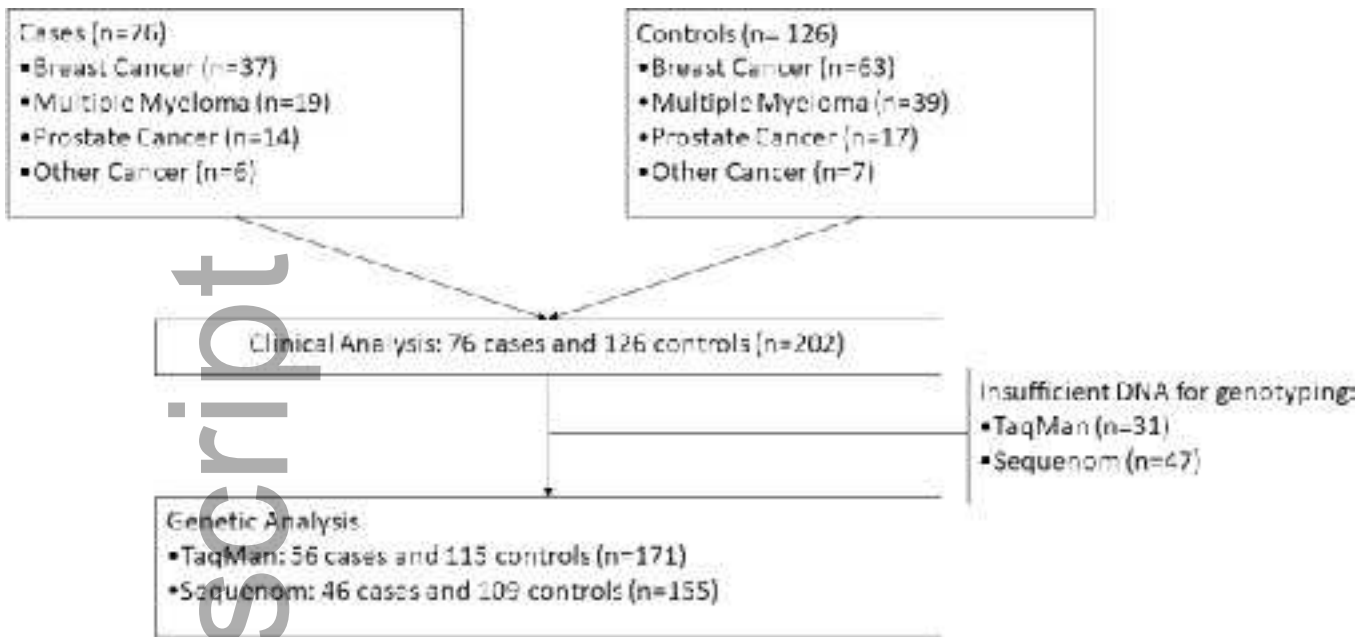 Cases (n=76)
▪Breast Cancer (n=37)
▪Multiple Myeloma (n=19)
▪Prostate Cancer (n=14)
▪Other Cancer (n=6)
Controls (n= 126)
▪Breast Cancer (n=63)
▪Multiple Myeloma (n=39)
▪Prostate Cancer (n=17)
▪Other Cancer (n=7)
Clinical Analysis: 76 cases and 126 controls (n=202)
Insufficient DNA for genotyping:
▪TaqMan (n=31)
▪Sequenom (n=47)
Genetic Analysis
▪TaqMan: 56 cases and 115 controls (n=171)
▪Sequenom: 46 cases and 109 controls (n=155)
script